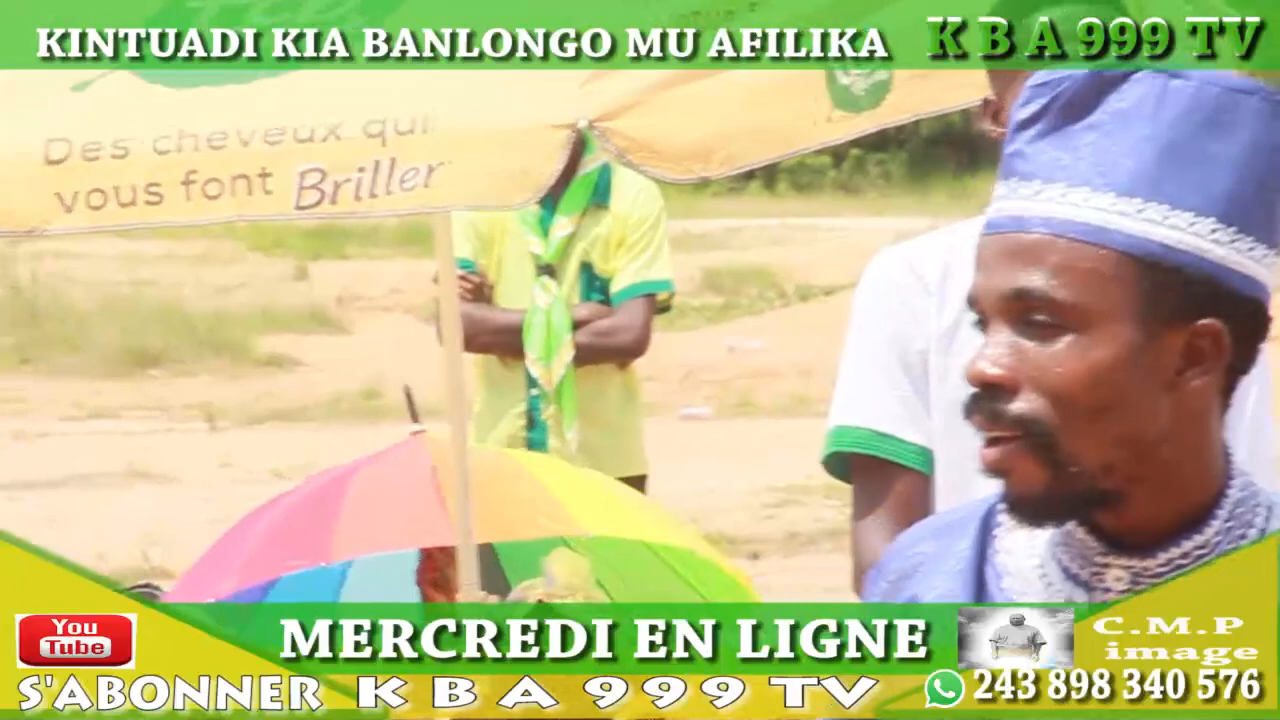 KINTUADI KIA BANLONGO MU AFILIKA
K B A 999 TV
Des cheveux qui
vous font Briller
You
Tube
MERCREDI EN LIGNE
C.M.P
image
S'ABONNER K B A 999 TV
243 898 340 576